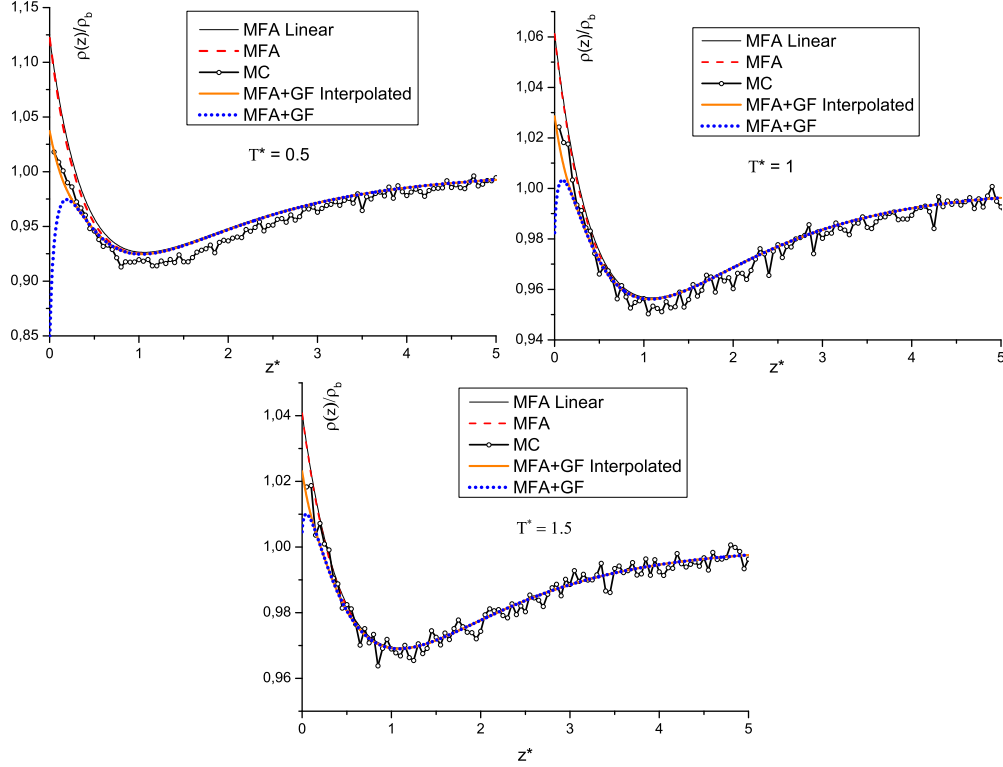 1,15
1,10
1,05
1,00
0,95
0,90
0,85
0
1
2
3
4
5
ρ(z)/ρb
z*
MFA Linear
MFA
MC
MFA+GF Interpolated
MFA+GF
T* = 0.5
1,06
1,04
1,02
1,00
0,98
0,96
0,94
0
1
2
3
4
5
ρ(z)/ρb
z*
MFA Linear
MFA
MC
MFA+GF Interpolated
MFA+GF
T* = 1
1,04
1,02
1,00
0,98
0,96
0
1
2
3
4
5
ρ(z)/ρb
z*
MFA Linear
MFA
MC
MFA+GF Interpolated
MFA+GF
T* = 1.5